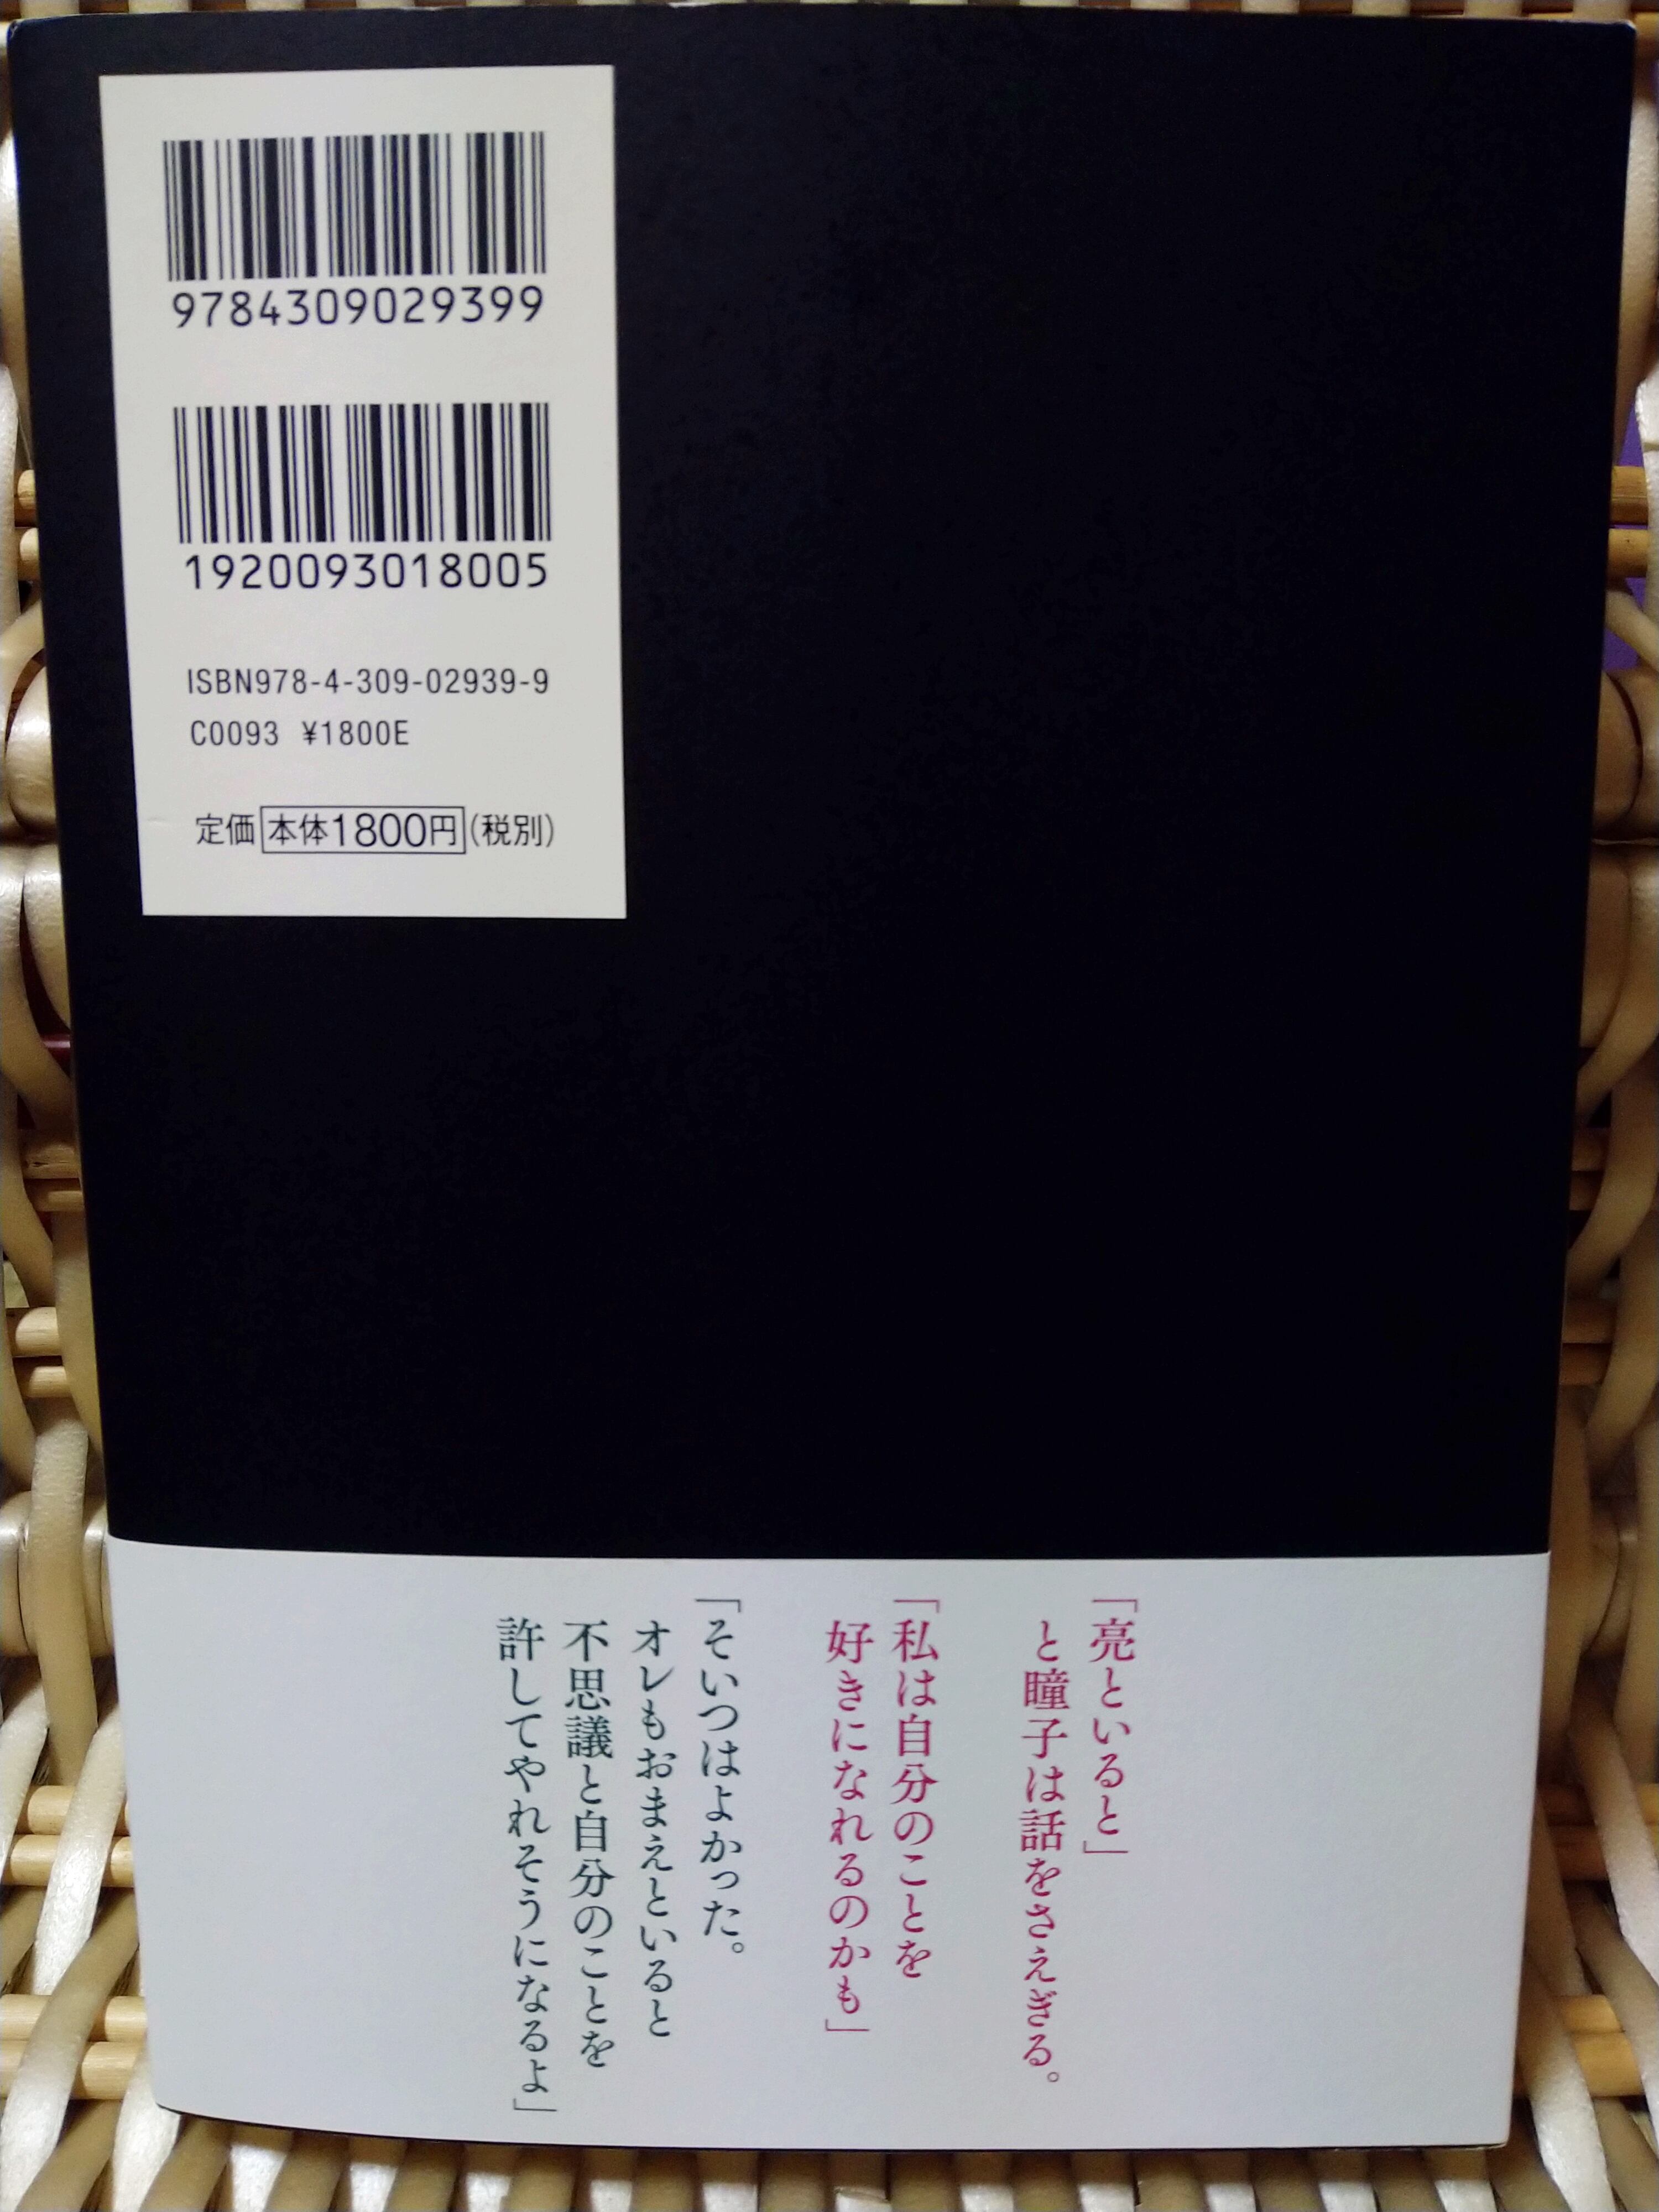 9784309029399
1920093018005
ISBN978-4-309-02939-9
C0093 ¥1800E
定価 本体1800円(税別)
「亮といると」
と瞳子は話をさえぎる。
「私は自分のことを
好きになれるのかも」
「そいつはよかった。
オレもおまえといると
不思議と自分のことを
許してやれそうになるよ」